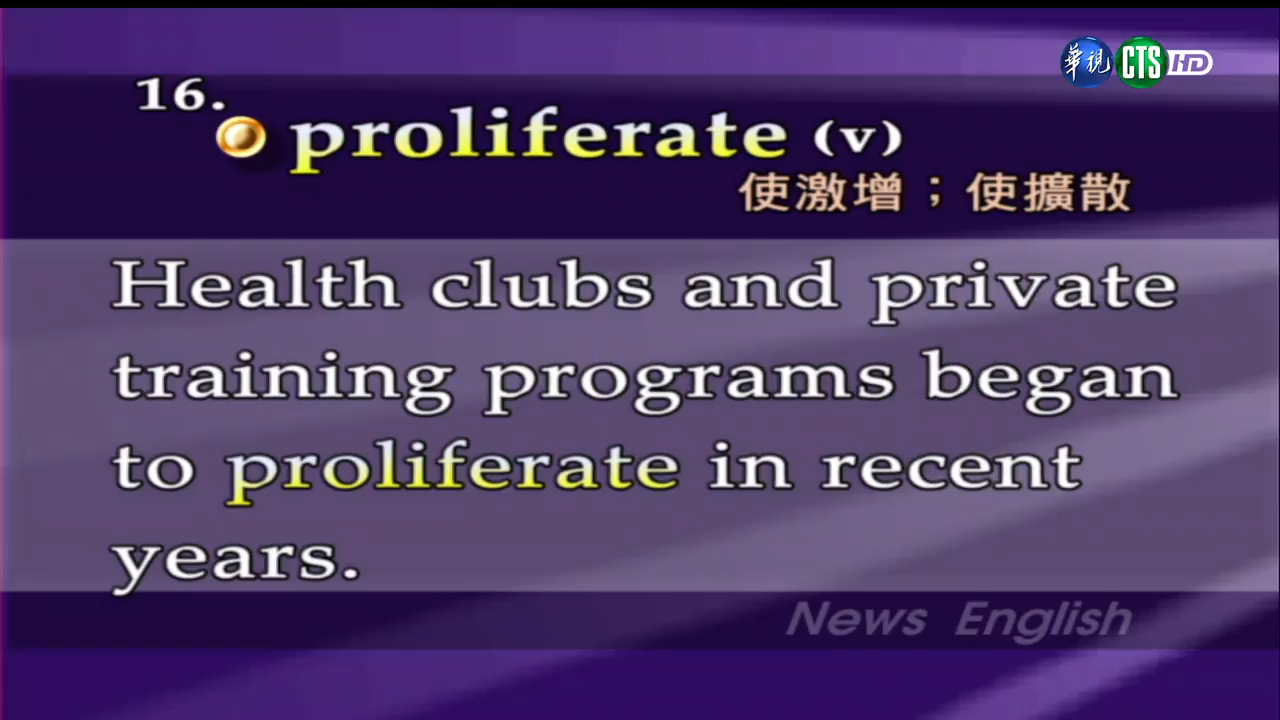 華視 CTS HD
16.
proliferate (v)
使激增；使擴散
Health clubs and private
training programs began
to proliferate in recent
years.
News English